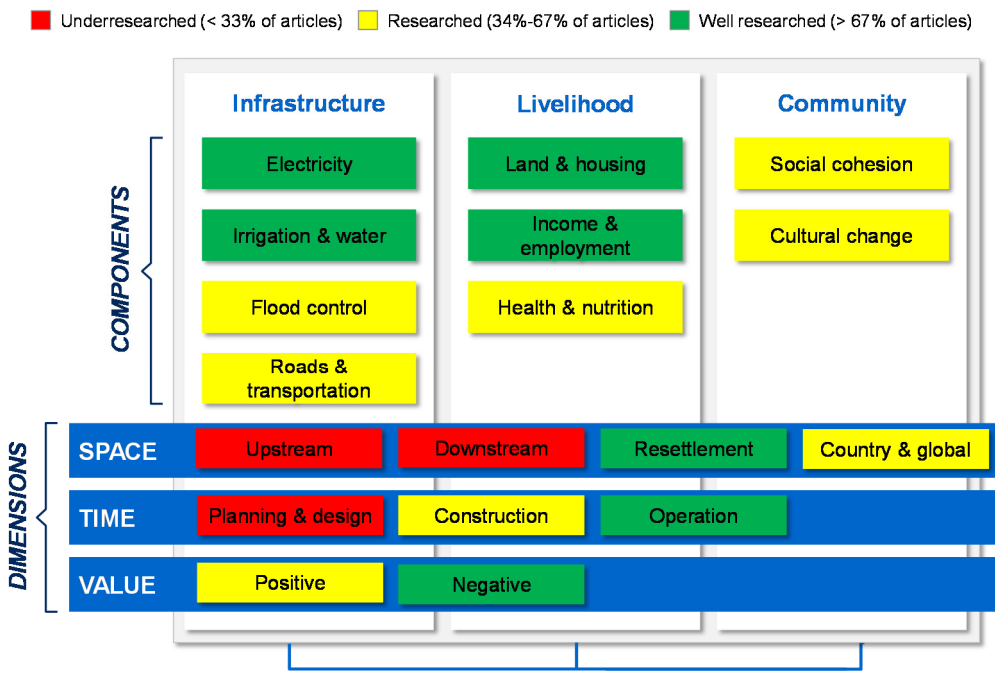 Underresearched (< 33% of articles) Researched (34%-67% of articles) Well researched (> 67% of articles)
Infrastructure Livelihood Community
COMPONENTS
Electricity Land & housing Social cohesion
Irrigation & water Income & employment Cultural change
Flood control Health & nutrition
Roads & transportation
DIMENSIONS
SPACE Upstream Downstream Resettlement Country & global
TIME Planning & design Construction Operation
VALUE Positive Negative